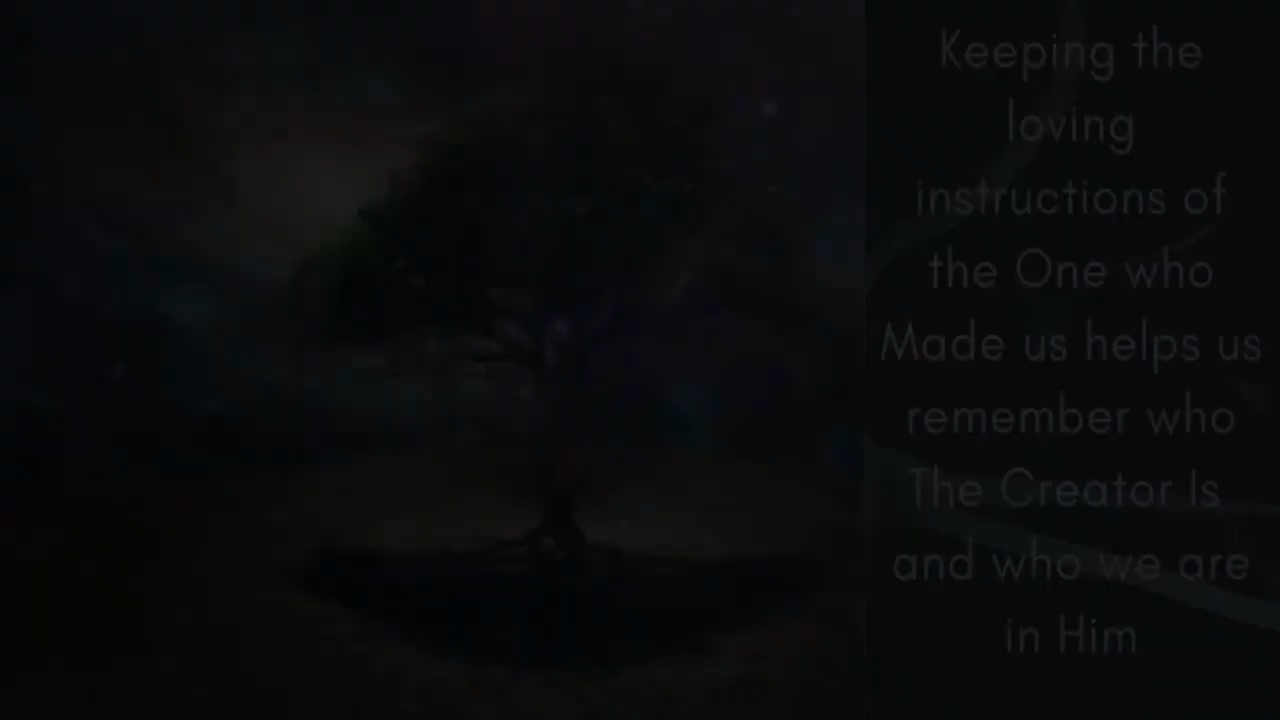 Keeping the
loving
instructions of
the One who
Made us helps us
remember who
The Creator Is
and who we are
in Him